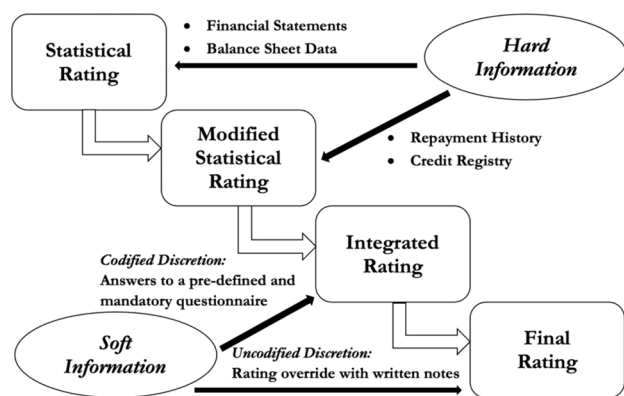 • Financial Statements
• Balance Sheet Data
Statistical
Rating
Hard
Information
Modified
Statistical
Rating
• Repayment History
• Credit Registry
Integrated
Rating
Codified Discretion:
Answers to a pre-defined and
mandatory questionnaire
Soft
Information
Uncodified Discretion:
Rating override with written notes
Final
Rating